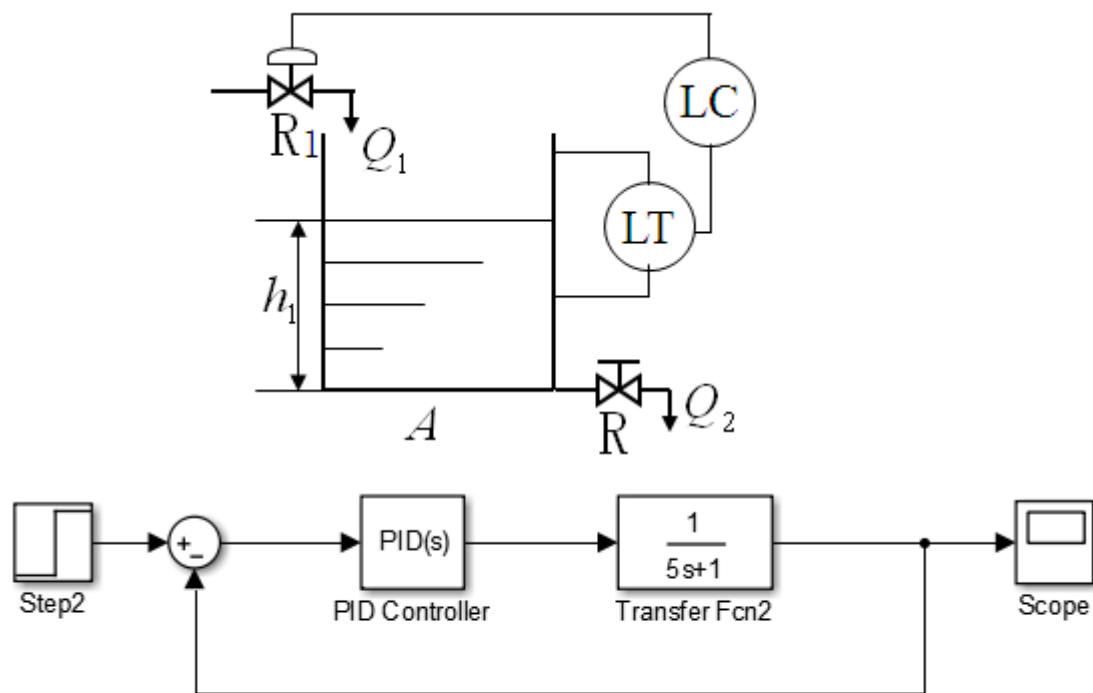 LC
R1
Q1
LT
h1
A
R
Q2
PID(s)
1
5s+1
+
-
Step2
PID Controller
Transfer Fcn2
Scope